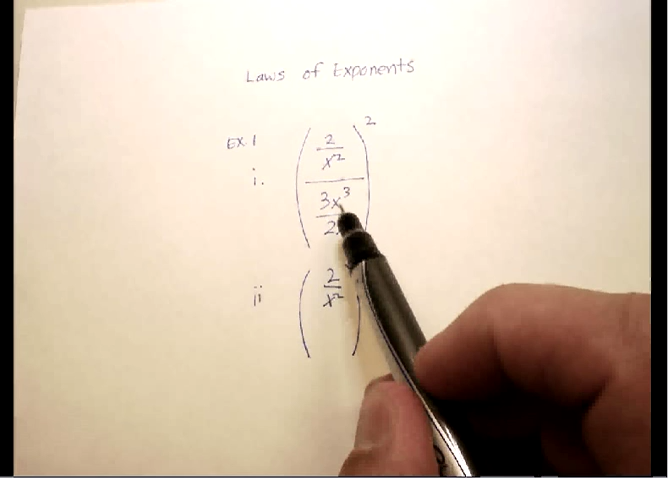 Laws of Exponents
Ex.1
i. ( (2 / x²) / (3x³ / 2 ) )²
ii ( 2 / x² )